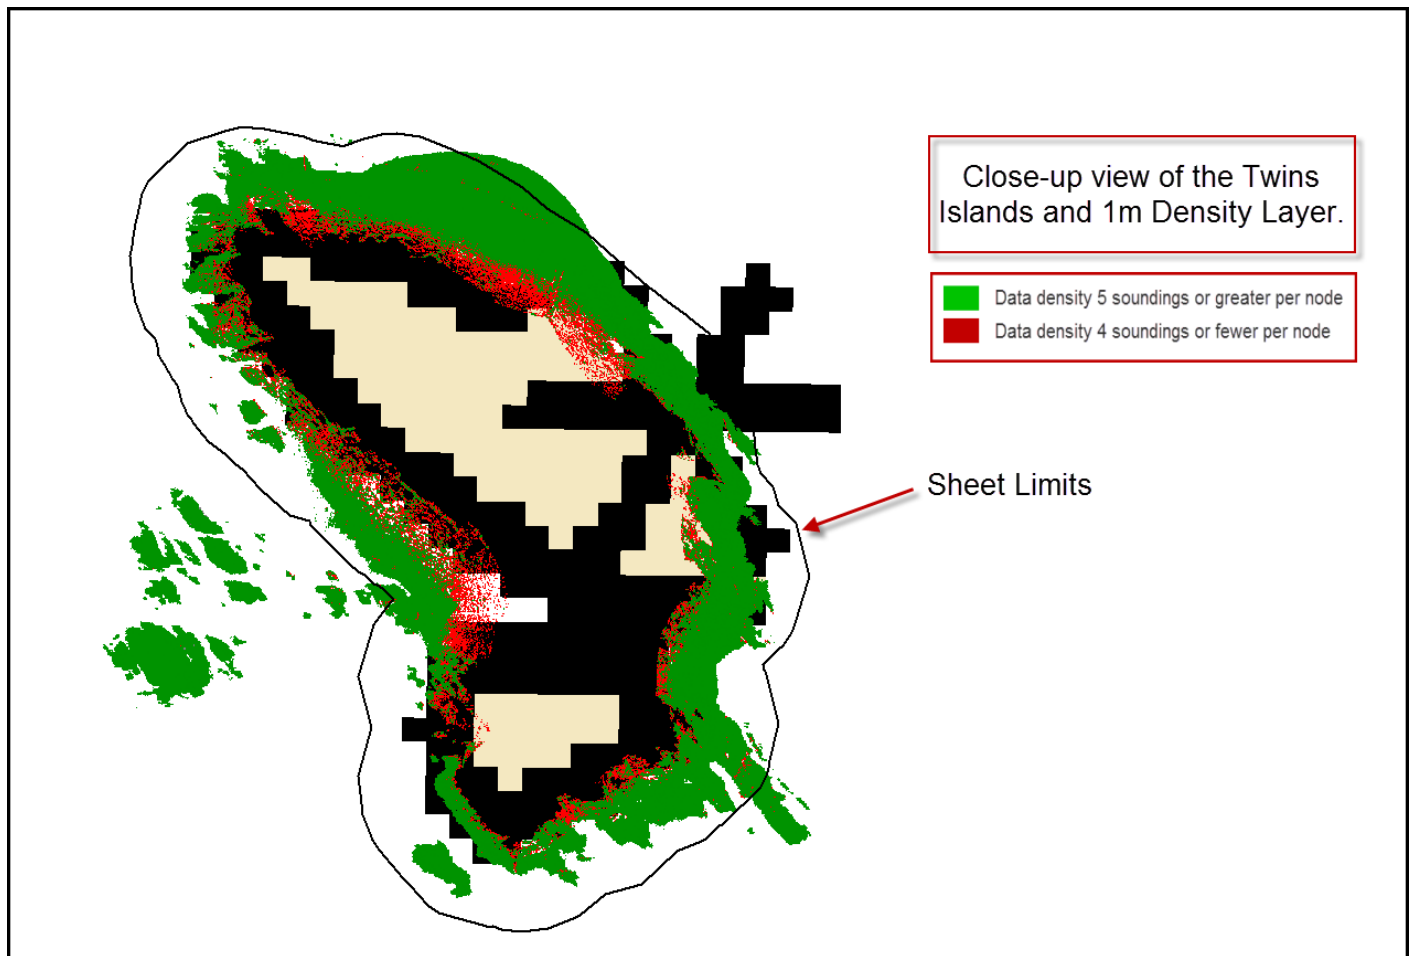 Close-up view of the Twins
Islands and 1m Density Layer.
Data density 5 soundings or greater per node
Data density 4 soundings or fewer per node
Sheet Limits